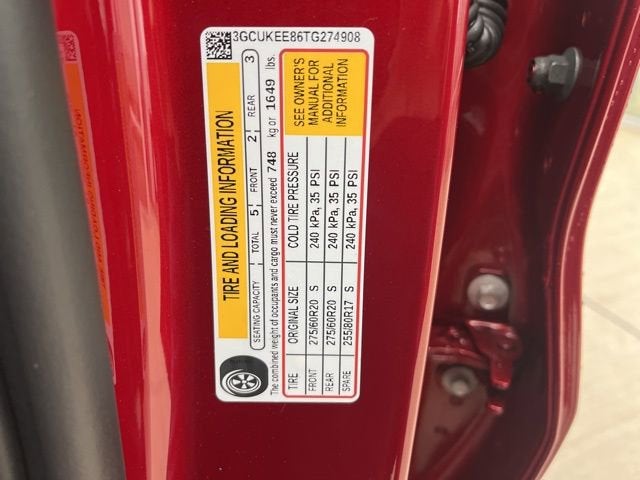 3GCUKEE86TG274908
TIRE AND LOADING INFORMATION
SEATING CAPACITY TOTAL 5 FRONT 2 REAR 3
The combined weight of occupants and cargo must never exceed 748 kg or 1649 lbs.
TIRE ORIGINAL SIZE COLD TIRE PRESSURE
FRONT 275/60R20 S 240 kPa, 35 PSI
REAR 275/60R20 S 240 kPa, 35 PSI
SPARE 255/80R17 S 240 kPa, 35 PSI
SEE OWNER'S
MANUAL FOR
ADDITIONAL
INFORMATION